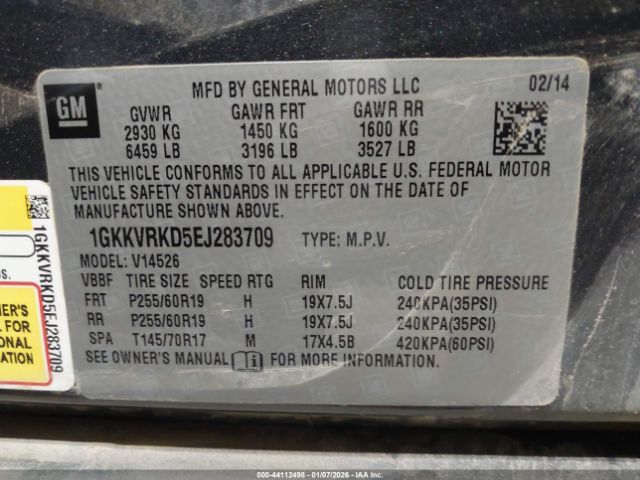 GM
MFD BY GENERAL MOTORS LLC 02/14
GVWR GAWR FRT GAWR RR
2930 KG 1450 KG 1600 KG
6459 LB 3196 LB 3527 LB
THIS VEHICLE CONFORMS TO ALL APPLICABLE U.S. FEDERAL MOTOR
VEHICLE SAFETY STANDARDS IN EFFECT ON THE DATE OF
MANUFACTURE SHOWN ABOVE.
1GKKVRKD5EJ283709 TYPE: M.P.V.
MODEL: V14526
VBBF TIRE SIZE SPEED RTG RIM COLD TIRE PRESSURE
FRT P255/60R19 H 19X7.5J 240KPA(35PSI)
RR P255/60R19 H 19X7.5J 240KPA(35PSI)
SPA T145/70R17 M 17X4.5B 420KPA(60PSI)
SEE OWNER'S MANUAL FOR MORE INFORMATION.
1GKKVRKD5EJ283709
OWNER'S
FOR
ONAL
000-44112498 | 01/07/2026 | IAA Inc.